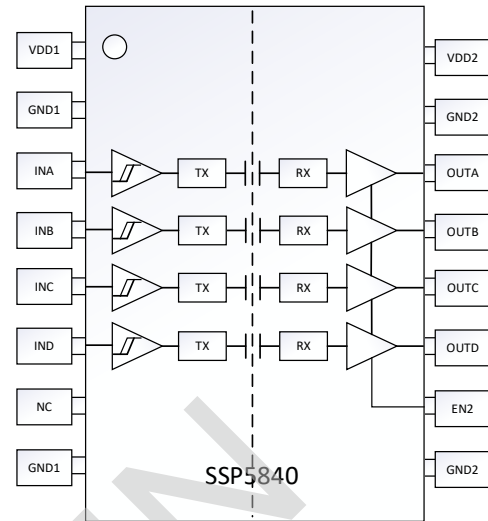 VDD1
VDD2
GND1
GND2
INA
TX
RX
OUTA
INB
TX
RX
OUTB
INC
TX
RX
OUTC
IND
TX
RX
OUTD
NC
EN2
GND1
SSP5840
GND2